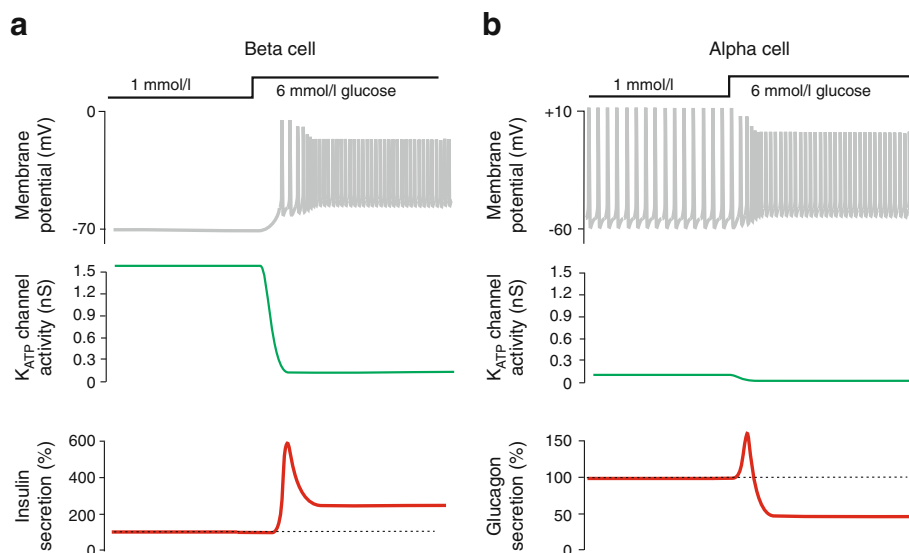 a
Beta cell
1 mmol/l
6 mmol/l glucose
Membrane
potential (mV)
0
-70
K_ATP channel
activity (nS)
1.5
1.2
0.9
0.6
0.3
0
Insulin
secretion (%)
600
400
200
100
0
b
Alpha cell
1 mmol/l
6 mmol/l glucose
Membrane
potential (mV)
+10
-60
K_ATP channel
activity (nS)
1.5
1.2
0.9
0.6
0.3
0
Glucagon
secretion (%)
150
100
50
0